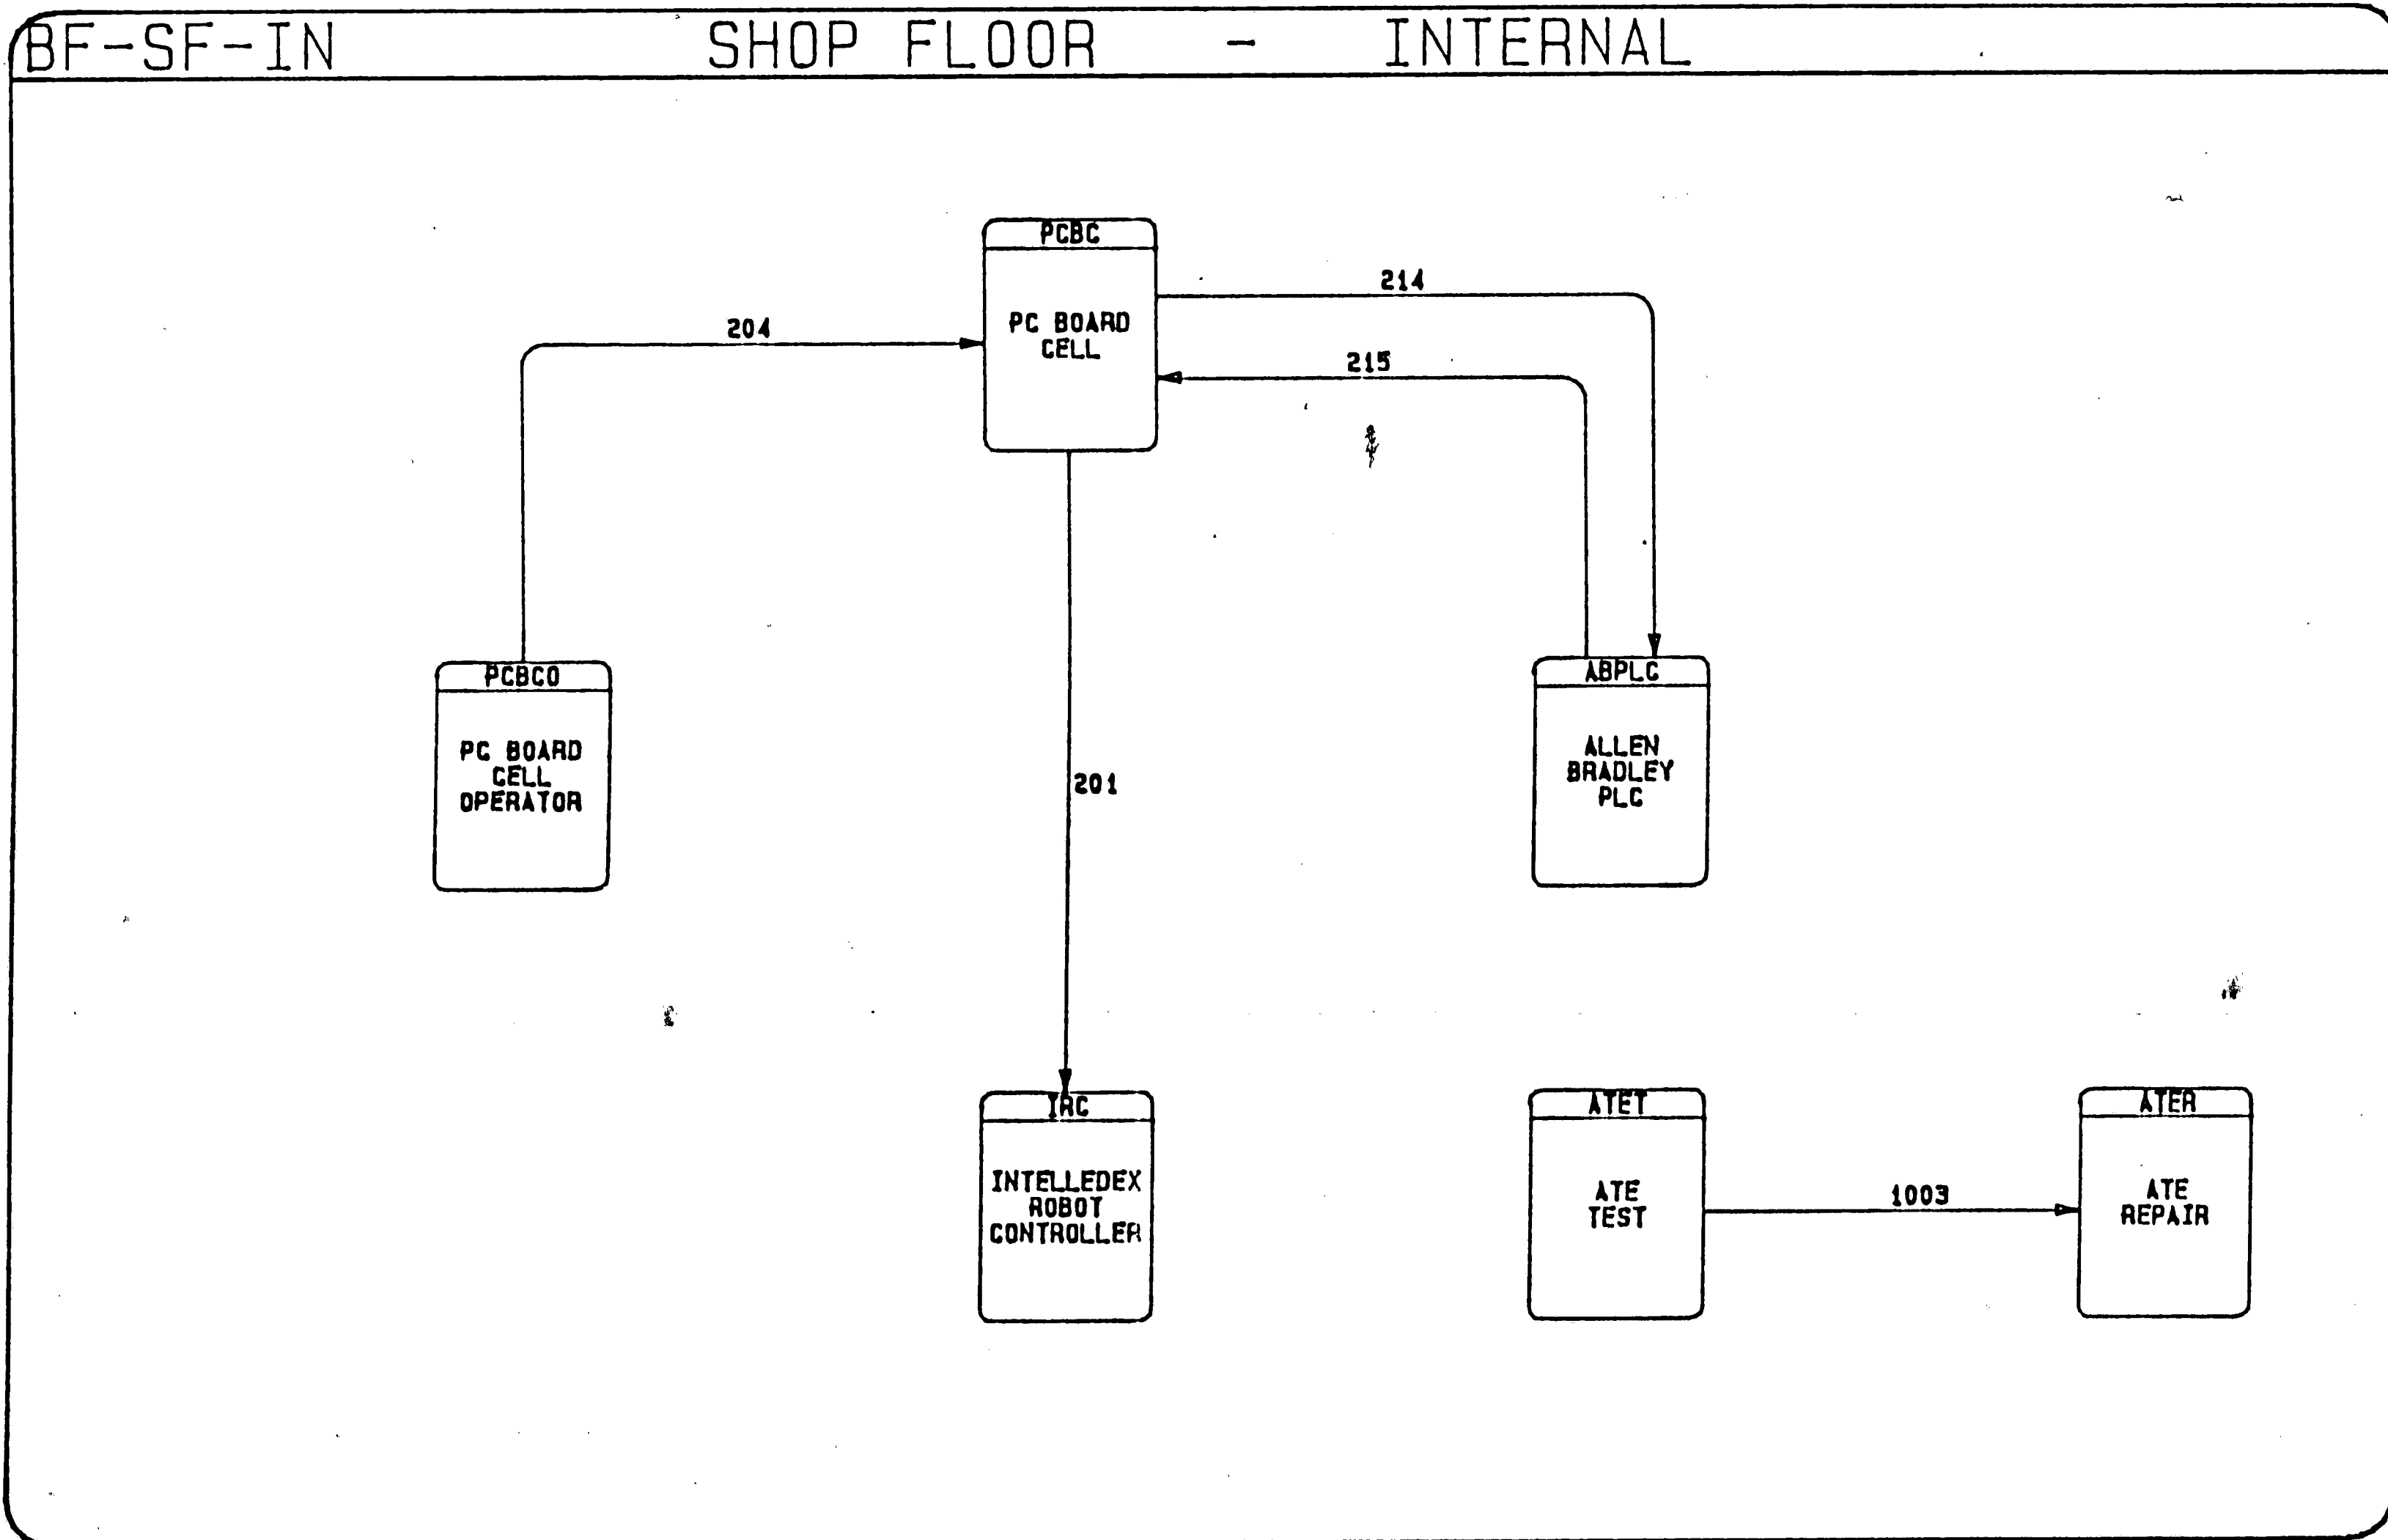 BF-SF-IN SHOP FLOOR - INTERNAL
PCBC
PC BOARD
CELL
214
204
215
PCBCO
PC BOARD
CELL
OPERATOR
201
ABPLC
ALLEN
BRADLEY
PLC
IRC
INTELLEDEX
ROBOT
CONTROLLER
ATET
ATE
TEST
1003
ATER
ATE
REPAIR